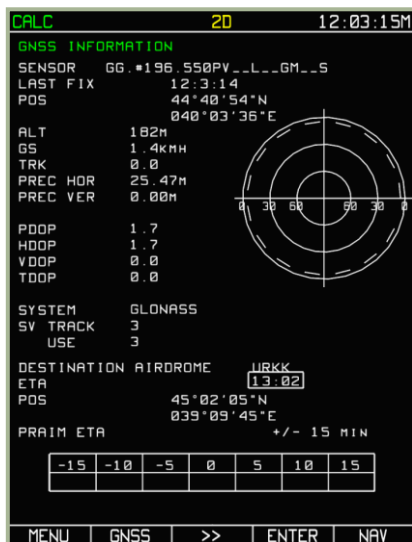 CALC 2D 12:03:15M
GNSS INFORMATION
SENSOR GG.*196.550PV__L__GM__S
LAST FIX 12:3:14
POS 44°40'54"N
040°03'36"E
ALT 182M
GS 1.4KMH
TRK 0.0
PREC HOR 25.47M
PREC VER 0.00M
0 30 60 60 30 0
PDOP 1.7
HDOP 1.7
VDOP 0.0
TDOP 0.0
SYSTEM GLONASS
SV TRACK 3
USE 3
DESTINATION AIRDROME URKK
ETA 13:02
POS 45°02'05"N
039°09'45"E
PRAIM ETA +/- 15 MIN
-15 -10 -5 0 5 10 15
MENU GNSS >> ENTER NAV